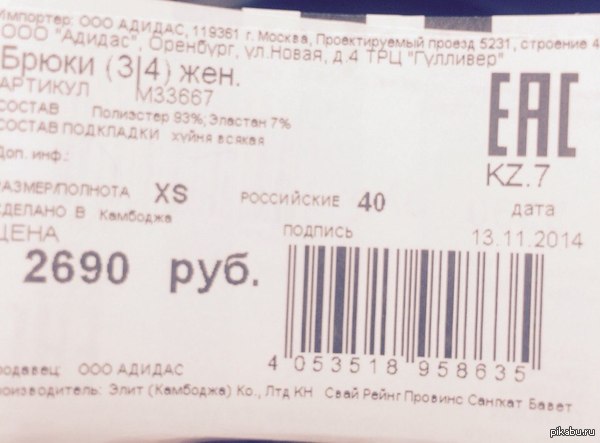 Импортер: ООО АДИДАС, 119361 г. Москва, Проектируемый проезд 5231, строение 4
ООО "Адидас", Оренбург, ул.Новая, д.4 ТРЦ "Гулливер"
Брюки (3|4) жен.
АРТИКУЛ M33667
СОСТАВ Полиэстер 93%; Эластан 7%
СОСТАВ ПОДКЛАДКИ хуйня всякая
Доп. инф.:
EAC
KZ.7
РАЗМЕР/ПОЛНОТА XS РОССИЙСКИЕ 40
дата
СДЕЛАНО В Камбоджа
ЦЕНА
ПОДПИСЬ
13.11.2014
2690 руб.
4 053518 958635
продавец: ООО АДИДАС
производитель: Элит (Камбоджа) Ко., Лтд КН Свай Рейнг Провинс Сангкат Бавет
pikabu.ru